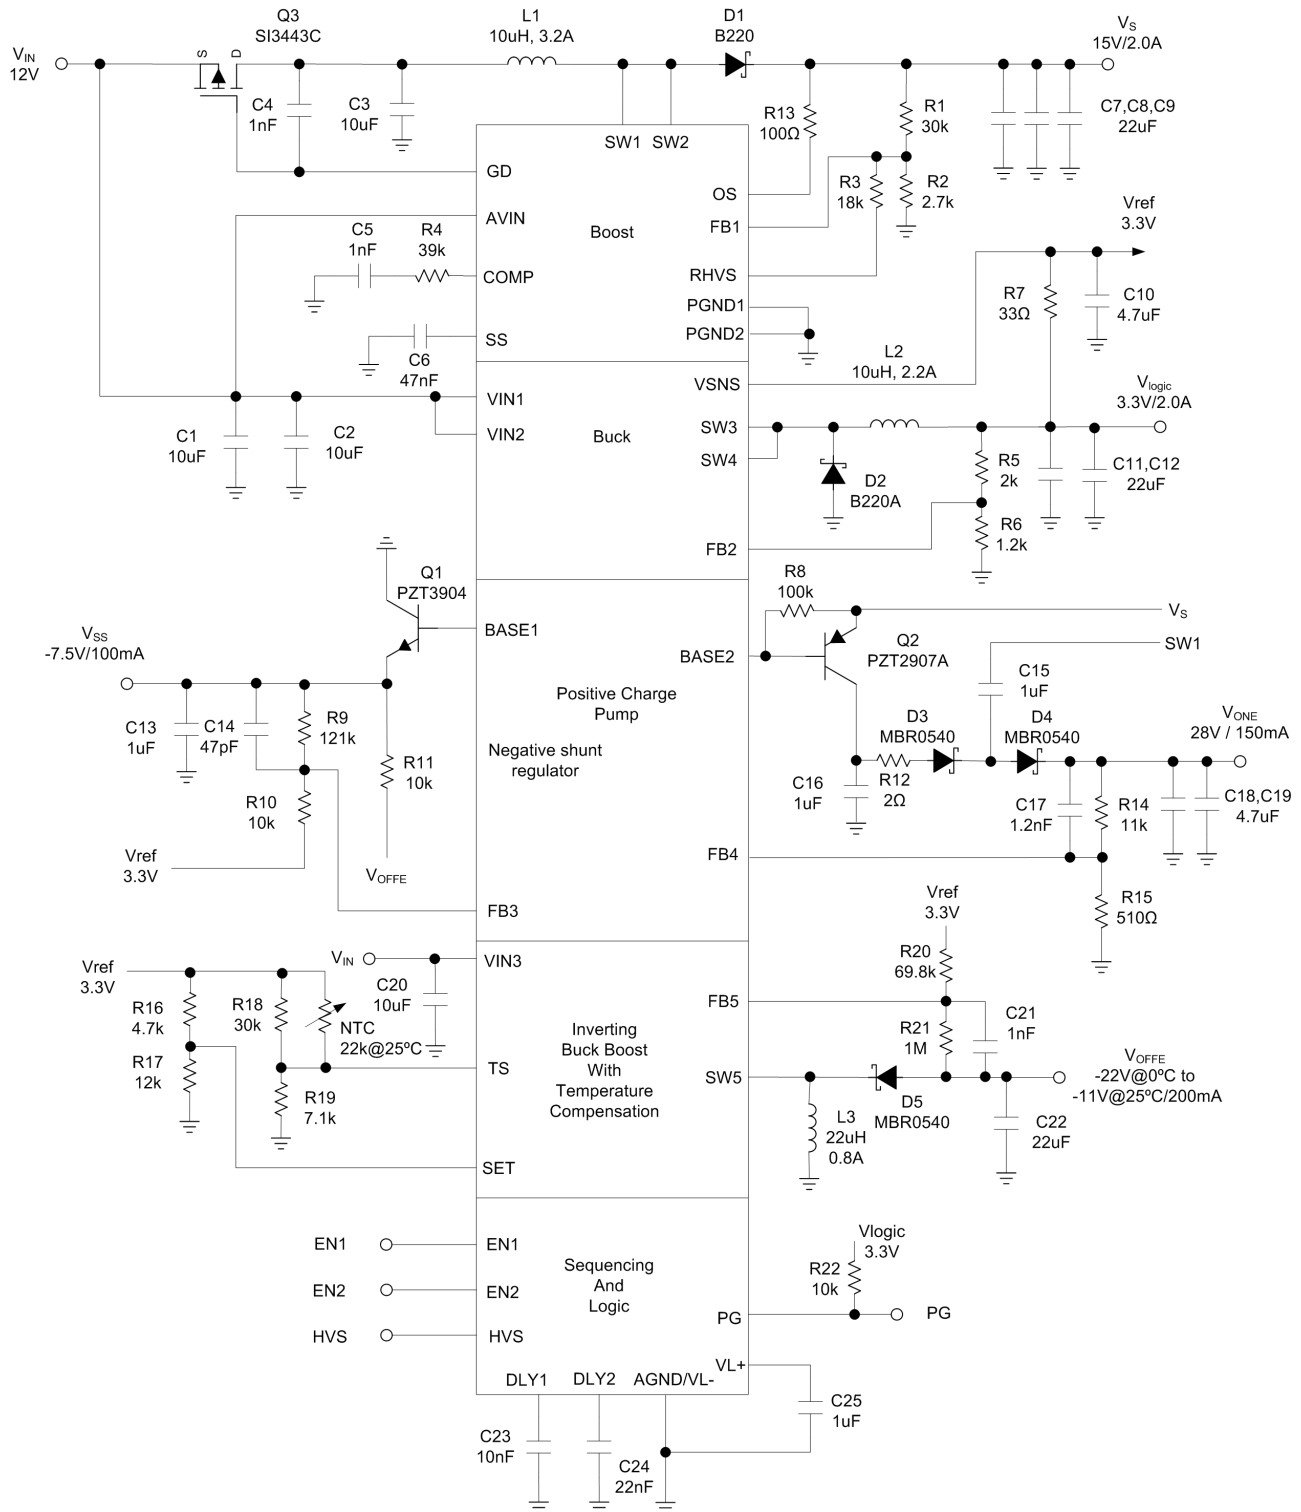 Q3
SI3443C
L1
10uH, 3.2A
D1
B220
VS
15V/2.0A
VIN
12V
S
D
C4
1nF
C3
10uF
R13
100Ω
R1
30k
C7,C8,C9
22uF
SW1
SW2
GD
OS
R3
18k
R2
2.7k
AVIN
FB1
Boost
Vref
3.3V
C5
1nF
R4
39k
COMP
RHVS
R7
33Ω
C10
4.7uF
PGND1
PGND2
SS
C6
47nF
L2
10uH, 2.2A
VSNS
Vlogic
3.3V/2.0A
VIN1
VIN2
Buck
SW3
SW4
C1
10uF
C2
10uF
D2
B220A
R5
2k
C11,C12
22uF
R6
1.2k
FB2
Q1
PZT3904
R8
100k
VS
BASE1
VSS
-7.5V/100mA
BASE2
Q2
PZT2907A
SW1
C15
1uF
Positive Charge
Pump
Negative shunt
regulator
C13
1uF
C14
47pF
R9
121k
R11
10k
D3
MBR0540
D4
MBR0540
VONE
28V / 150mA
R10
10k
C16
1uF
R12
2Ω
C17
1.2nF
R14
11k
C18,C19
4.7uF
Vref
3.3V
VOFFE
FB4
FB3
Vref
3.3V
R15
510Ω
VIN
VIN3
Vref
3.3V
R20
69.8k
C20
10uF
R16
4.7k
R18
30k
NTC
22k@25ºC
FB5
R21
1M
C21
1nF
Inverting
Buck Boost
With
Temperature
Compensation
R17
12k
TS
SW5
VOFFE
-22V@0ºC to
-11V@25ºC/200mA
R19
7.1k
L3
22uH
0.8A
D5
MBR0540
C22
22uF
SET
EN1
EN1
Vlogic
3.3V
Sequencing
And
Logic
EN2
EN2
R22
10k
PG
PG
HVS
HVS
VL+
DLY1
DLY2
AGND/VL-
C25
1uF
C23
10nF
C24
22nF